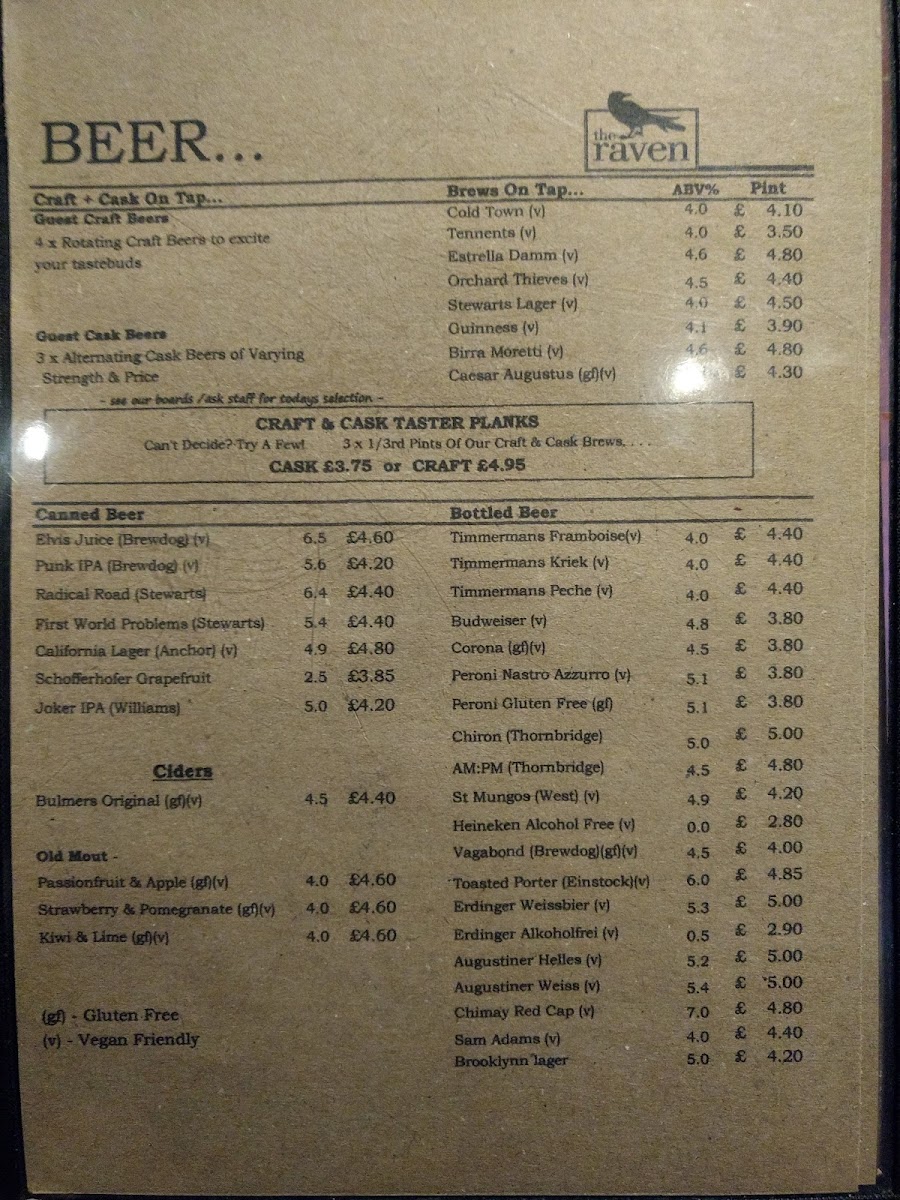 BEER...
the
raven
Craft + Cask On Tap...
Guest Craft Beers
4 x Rotating Craft Beers to excite
your tastebuds
Guest Cask Beers
3 x Alternating Cask Beers of Varying
Strength & Price
- see our boards /ask staff for todays selection -
Brews On Tap... ABV% Pint
Cold Town (v) 4.0 £ 4.10
Tennents (v) 4.0 £ 3.50
Estrella Damm (v) 4.6 £ 4.80
Orchard Thieves (v) 4.5 £ 4.40
Stewarts Lager (v) 4.0 £ 4.50
Guinness (v) 4.1 £ 3.90
Birra Moretti (v) 4.6 £ 4.80
Caesar Augustus (gf)(v) £ 4.30
CRAFT & CASK TASTER PLANKS
Can't Decide? Try A Few! 3 x 1/3rd Pints Of Our Craft & Cask Brews. . . .
CASK £3.75 or CRAFT £4.95
Canned Beer
Elvis Juice (Brewdog) (v) 6.5 £4.60
Punk IPA (Brewdog) (v) 5.6 £4.20
Radical Road (Stewarts) 6.4 £4.40
First World Problems (Stewarts) 5.4 £4.40
California Lager (Anchor) (v) 4.9 £4.80
Schofferhofer Grapefruit 2.5 £3.85
Joker IPA (Williams) 5.0 £4.20
Ciders
Bulmers Original (gf)(v) 4.5 £4.40
Old Mout -
Passionfruit & Apple (gf)(v) 4.0 £4.60
Strawberry & Pomegranate (gf)(v) 4.0 £4.60
Kiwi & Lime (gf)(v) 4.0 £4.60
(gf) - Gluten Free
(v) - Vegan Friendly
Bottled Beer
Timmermans Framboise(v) 4.0 £ 4.40
Timmermans Kriek (v) 4.0 £ 4.40
Timmermans Peche (v) 4.0 £ 4.40
Budweiser (v) 4.8 £ 3.80
Corona (gf)(v) 4.5 £ 3.80
Peroni Nastro Azzurro (v) 5.1 £ 3.80
Peroni Gluten Free (gf) 5.1 £ 3.80
Chiron (Thornbridge) 5.0 £ 5.00
AM:PM (Thornbridge) 4.5 £ 4.80
St Mungos (West) (v) 4.9 £ 4.20
Heineken Alcohol Free (v) 0.0 £ 2.80
Vagabond (Brewdog)(gf)(v) 4.5 £ 4.00
Toasted Porter (Einstock)(v) 6.0 £ 4.85
Erdinger Weissbier (v) 5.3 £ 5.00
Erdinger Alkoholfrei (v) 0.5 £ 2.90
Augustiner Helles (v) 5.2 £ 5.00
Augustiner Weiss (v) 5.4 £ 5.00
Chimay Red Cap (v) 7.0 £ 4.80
Sam Adams (v) 4.0 £ 4.40
Brooklynn lager 5.0 £ 4.20